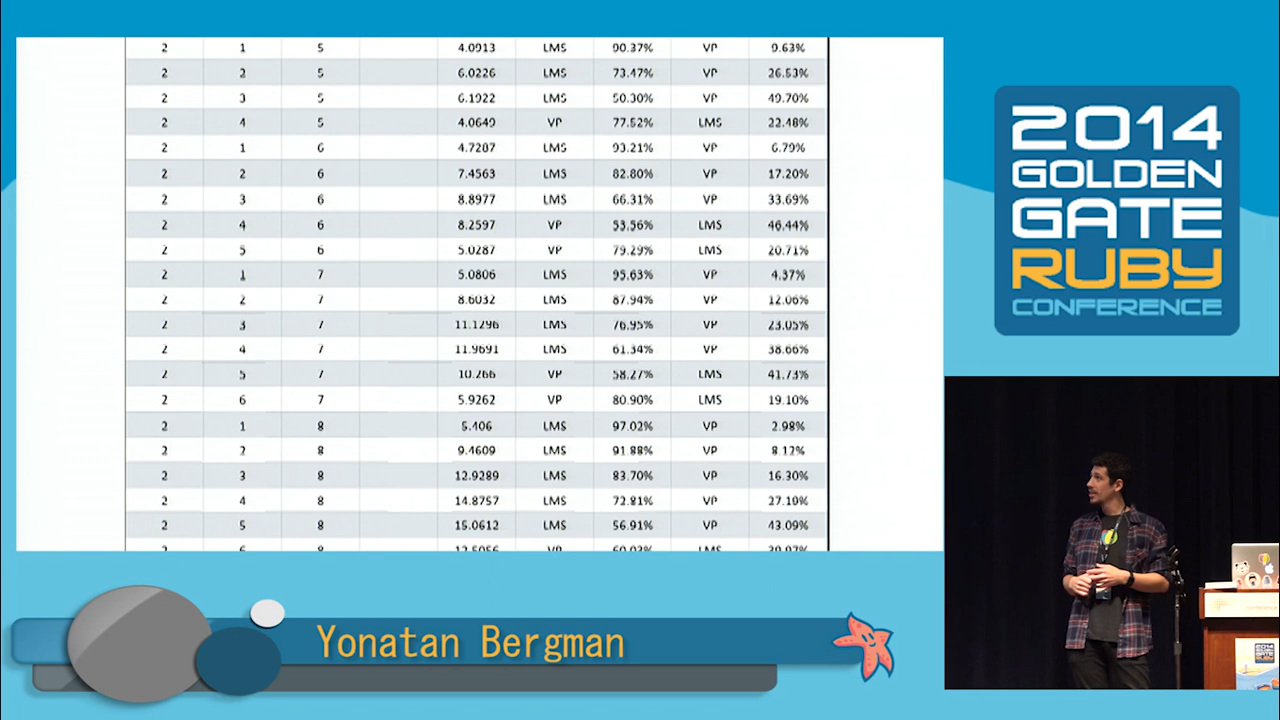 2 1 5 4.0913 LMS 90.37% VP 9.63%
2 2 5 6.0226 LMS 73.47% VP 26.53%
2 3 5 6.1922 LMS 50.30% VP 49.70%
2 4 5 4.0649 VP 77.52% LMS 22.48%
2 1 6 4.7207 LMS 93.21% VP 6.79%
2 2 6 7.4563 LMS 82.80% VP 17.20%
2 3 6 8.8977 LMS 66.31% VP 33.69%
2 4 6 8.2597 VP 53.56% LMS 46.44%
2 5 6 5.0287 VP 79.29% LMS 20.71%
2 1 7 5.0806 LMS 95.63% VP 4.37%
2 2 7 8.6032 LMS 87.94% VP 12.06%
2 3 7 11.1296 LMS 76.95% VP 23.05%
2 4 7 11.9691 LMS 61.34% VP 38.66%
2 5 7 10.266 VP 58.27% LMS 41.73%
2 6 7 5.9262 VP 80.90% LMS 19.10%
2 1 8 5.406 LMS 97.02% VP 2.98%
2 2 8 9.4609 LMS 91.88% VP 8.12%
2 3 8 12.9289 LMS 83.70% VP 16.30%
2 4 8 14.8757 LMS 72.81% VP 27.19%
2 5 8 15.0612 LMS 56.91% VP 43.09%
2014
GOLDEN
GATE
RUBY
CONFERENCE
Yonatan Bergman
2014
GOLDEN
GATE
RUBY